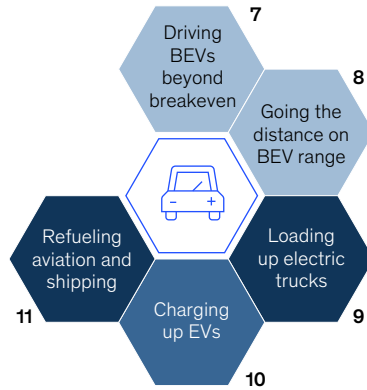 7
Driving
BEVs
beyond
breakeven
8
Going the
distance on
BEV range
- +
Loading
up electric
trucks
9
Charging
up EVs
10
Refueling
aviation and
shipping
11